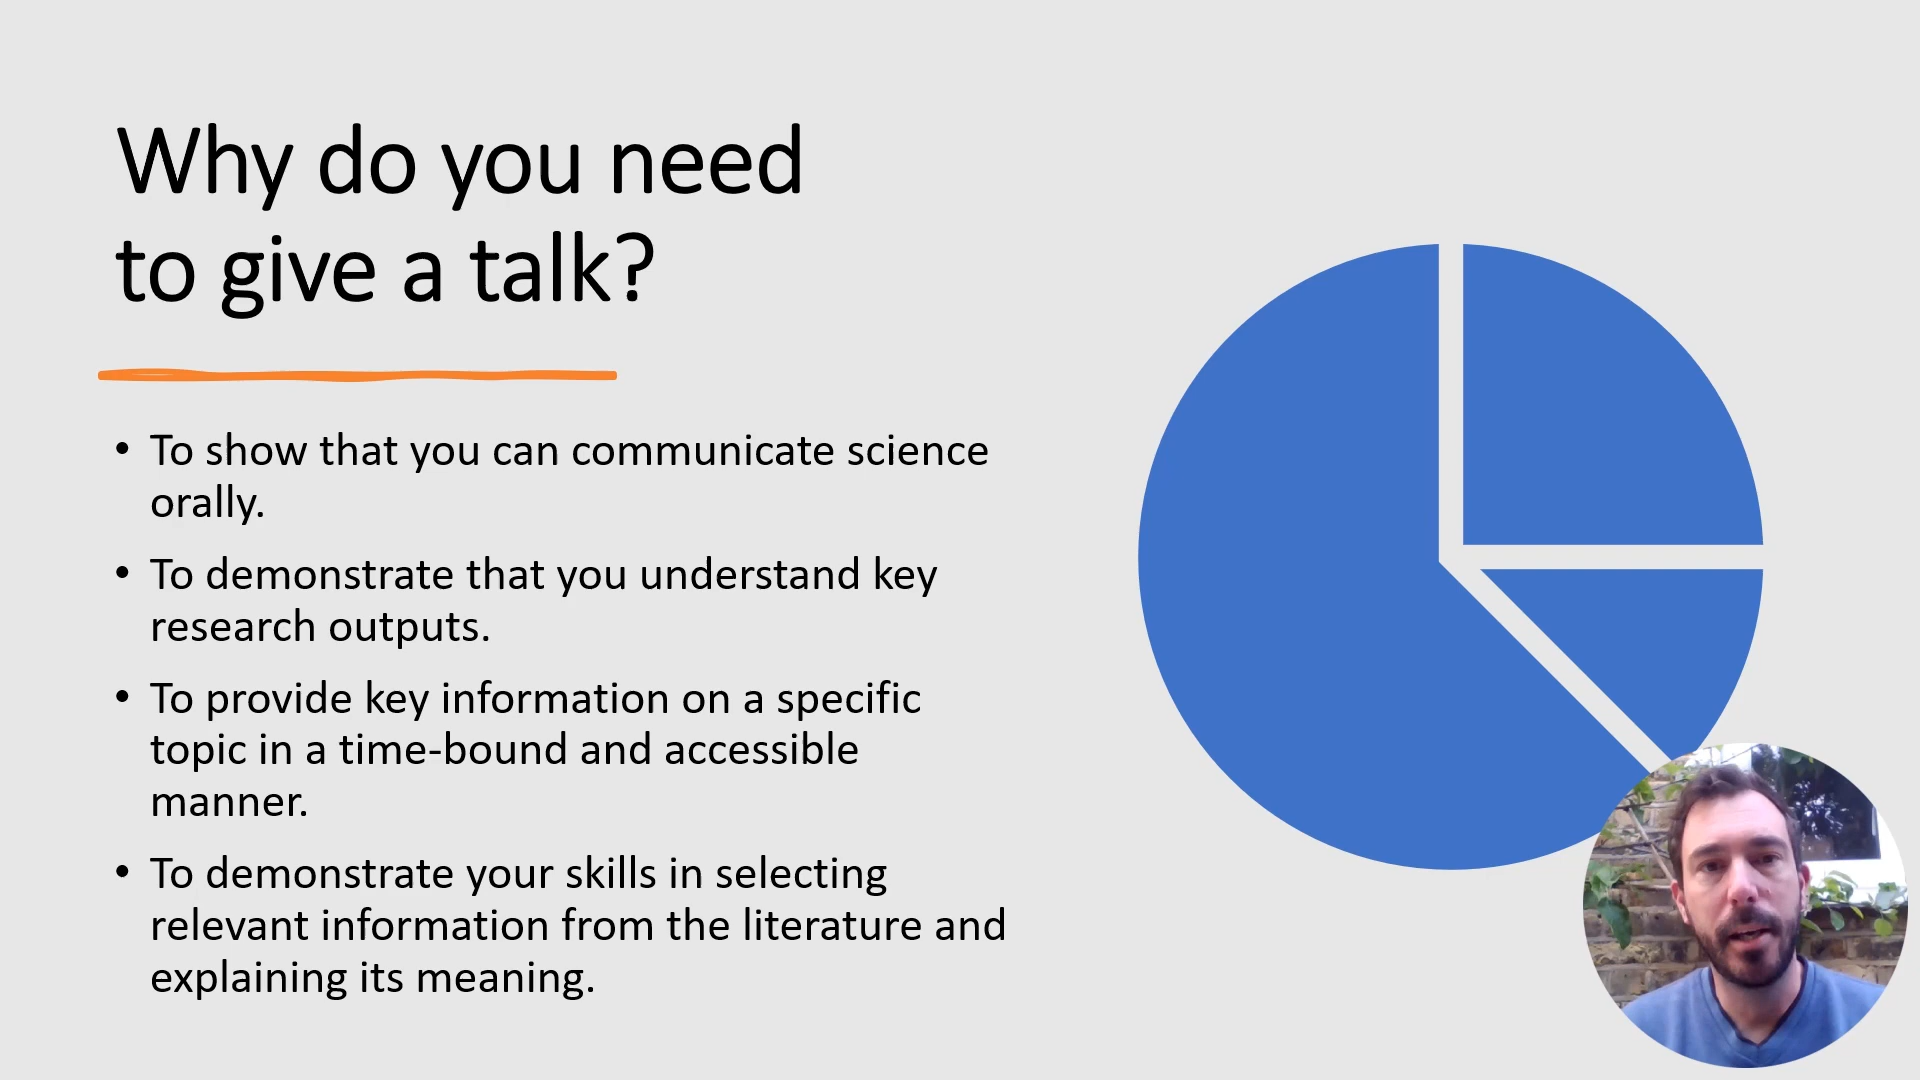 Why do you need
to give a talk?
• To show that you can communicate science
orally.
• To demonstrate that you understand key
research outputs.
• To provide key information on a specific
topic in a time-bound and accessible
manner.
• To demonstrate your skills in selecting
relevant information from the literature and
explaining its meaning.